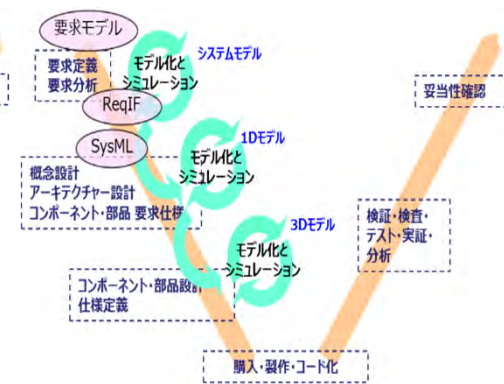 要求モデル
システムモデル
要求定義
要求分析
モデル化と
シミュレーション
ReqIF
妥当性確認
SysML
1Dモデル
モデル化と
シミュレーション
概念設計
アーキテクチャー設計
コンポーネント・部品 要求仕様
3Dモデル
モデル化と
シミュレーション
検証・検査・
テスト・実証・
分析
コンポーネント・部品設計
仕様定義
購入・製作・コード化